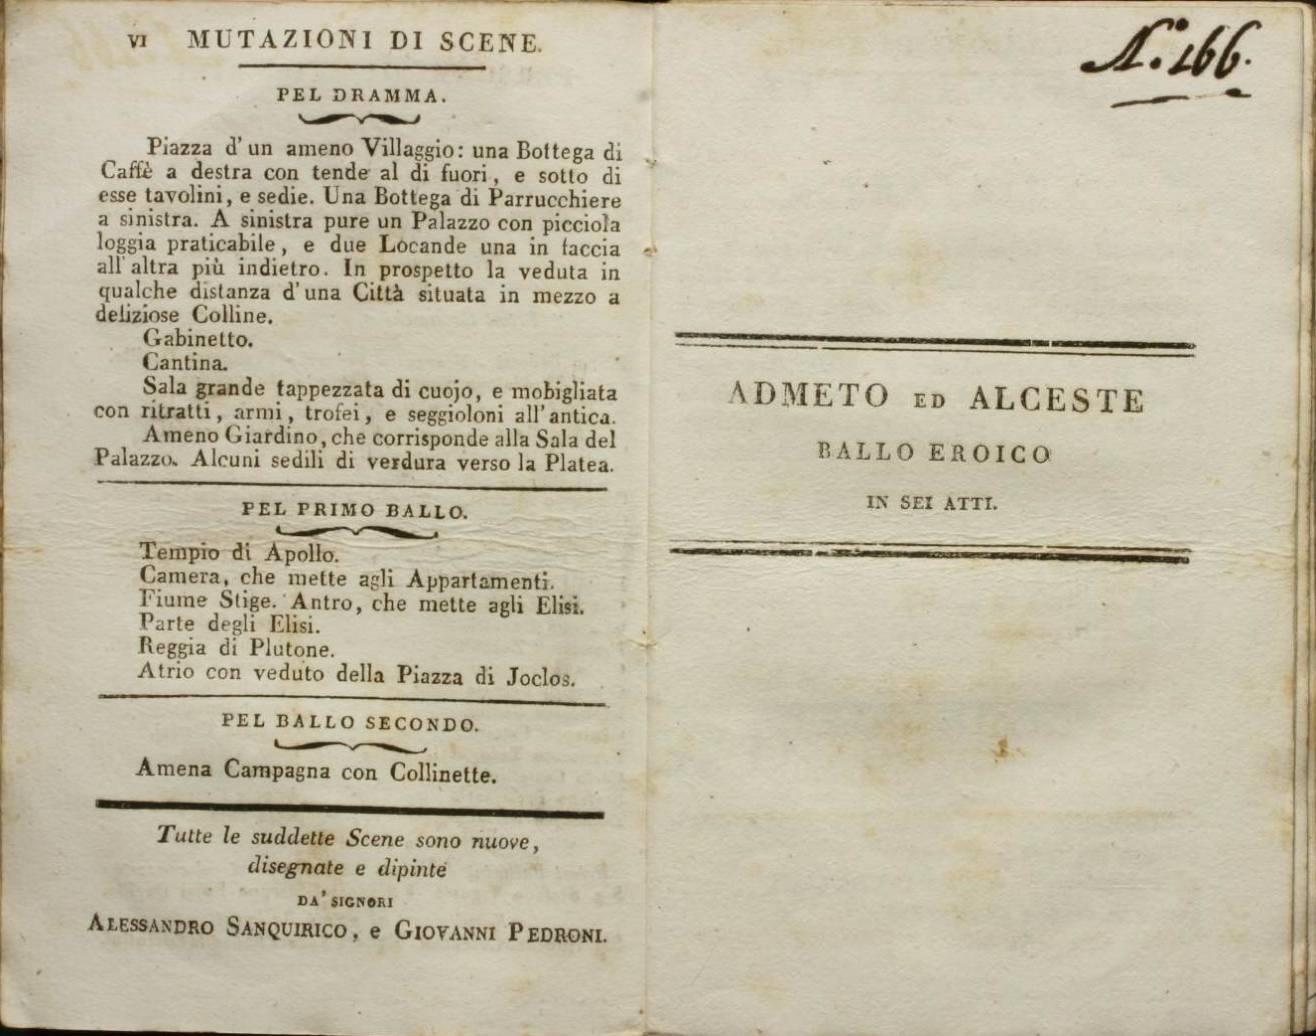 VI MUTAZIONI DI SCENE.
PEL DRAMMA.
Piazza d'un ameno Villaggio: una Bottega di
Caffè a destra con tende al di fuori, e sotto di
esse tavolini, e sedie. Una Bottega di Parrucchiere
a sinistra. A sinistra pure un Palazzo con picciola
loggia praticabile, e due Locande una in faccia
all'altra più indietro. In prospetto la veduta in
qualche distanza d'una Città situata in mezzo a
deliziose Colline.
Gabinetto.
Cantina.
Sala grande tappezzata di cuojo, e mobigliata
con ritratti, armi, trofei, e seggioloni all'antica.
Ameno Giardino, che corrisponde alla Sala del
Palazzo. Alcuni sedili di verdura verso la Platea.
PEL PRIMO BALLO.
Tempio di Apollo.
Camera, che mette agli Appartamenti.
Fiume Stige. Antro, che mette agli Elisi.
Parte degli Elisi.
Reggia di Plutone.
Atrio con veduto della Piazza di Joclos.
PEL BALLO SECONDO.
Amena Campagna con Collinette.
Tutte le suddette Scene sono nuove,
disegnate e dipinte
DA' SIGNORI
ALESSANDRO SANQUIRICO, e GIOVANNI PEDRONI.
N.º 166.
ADMETO ED ALCESTE
BALLO EROICO
IN SEI ATTI.